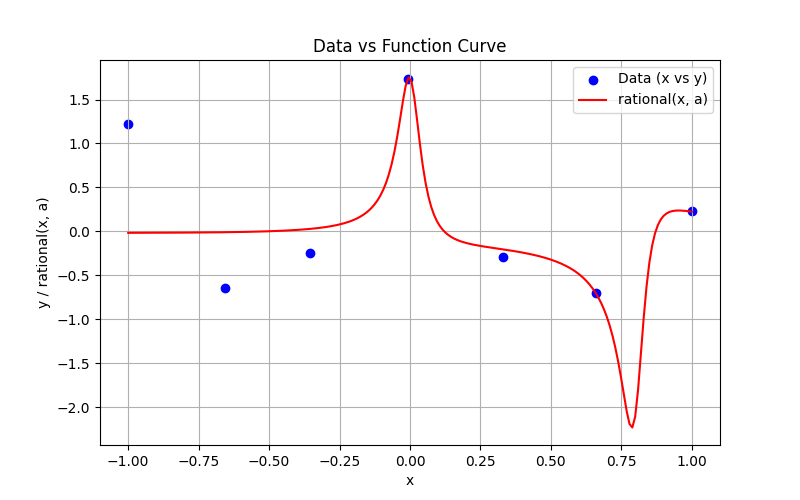 Data vs Function Curve
Data (x vs y)
rational(x, a)
y / rational(x, a)
1.5
1.0
0.5
0.0
−0.5
−1.0
−1.5
−2.0
−1.00 −0.75 −0.50 −0.25 0.00 0.25 0.50 0.75 1.00
x